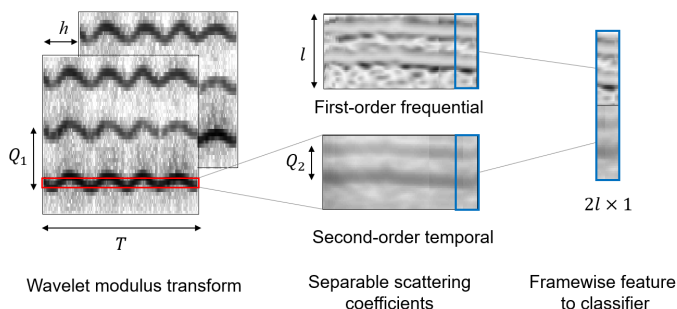 h
l
First-order frequential
Q₁
Q₂
T
Second-order temporal
2l × 1
Wavelet modulus transform
Separable scattering
coefficients
Framewise feature
to classifier